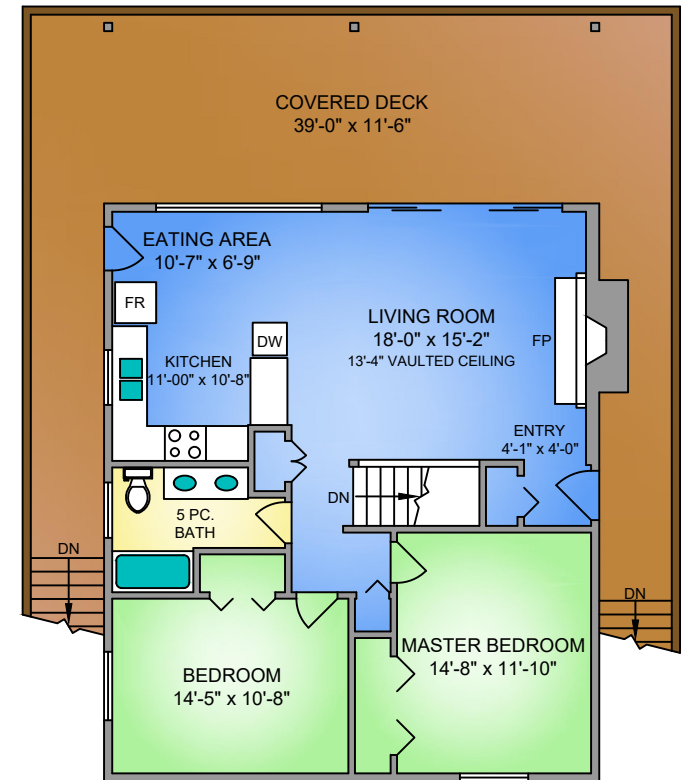 COVERED DECK
39'-0" x 11'-6"
EATING AREA
10'-7" x 6'-9"
FR
LIVING ROOM
18'-0" x 15'-2"
13'-4" VAULTED CEILING
FP
DW
KITCHEN
11'-00" x 10'-8"
ENTRY
4'-1" x 4'-0"
DN
5 PC.
BATH
DN
DN
MASTER BEDROOM
14'-8" x 11'-10"
BEDROOM
14'-5" x 10'-8"